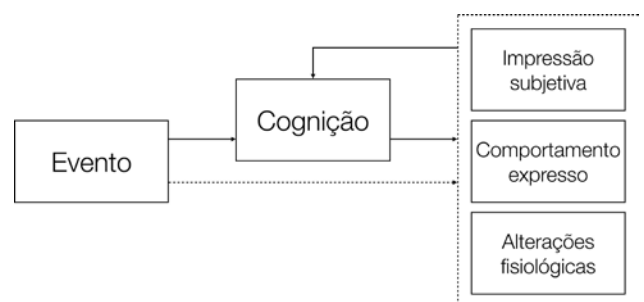 Evento
Cognição
Impressão
subjetiva
Comportamento
expresso
Alterações
fisiológicas